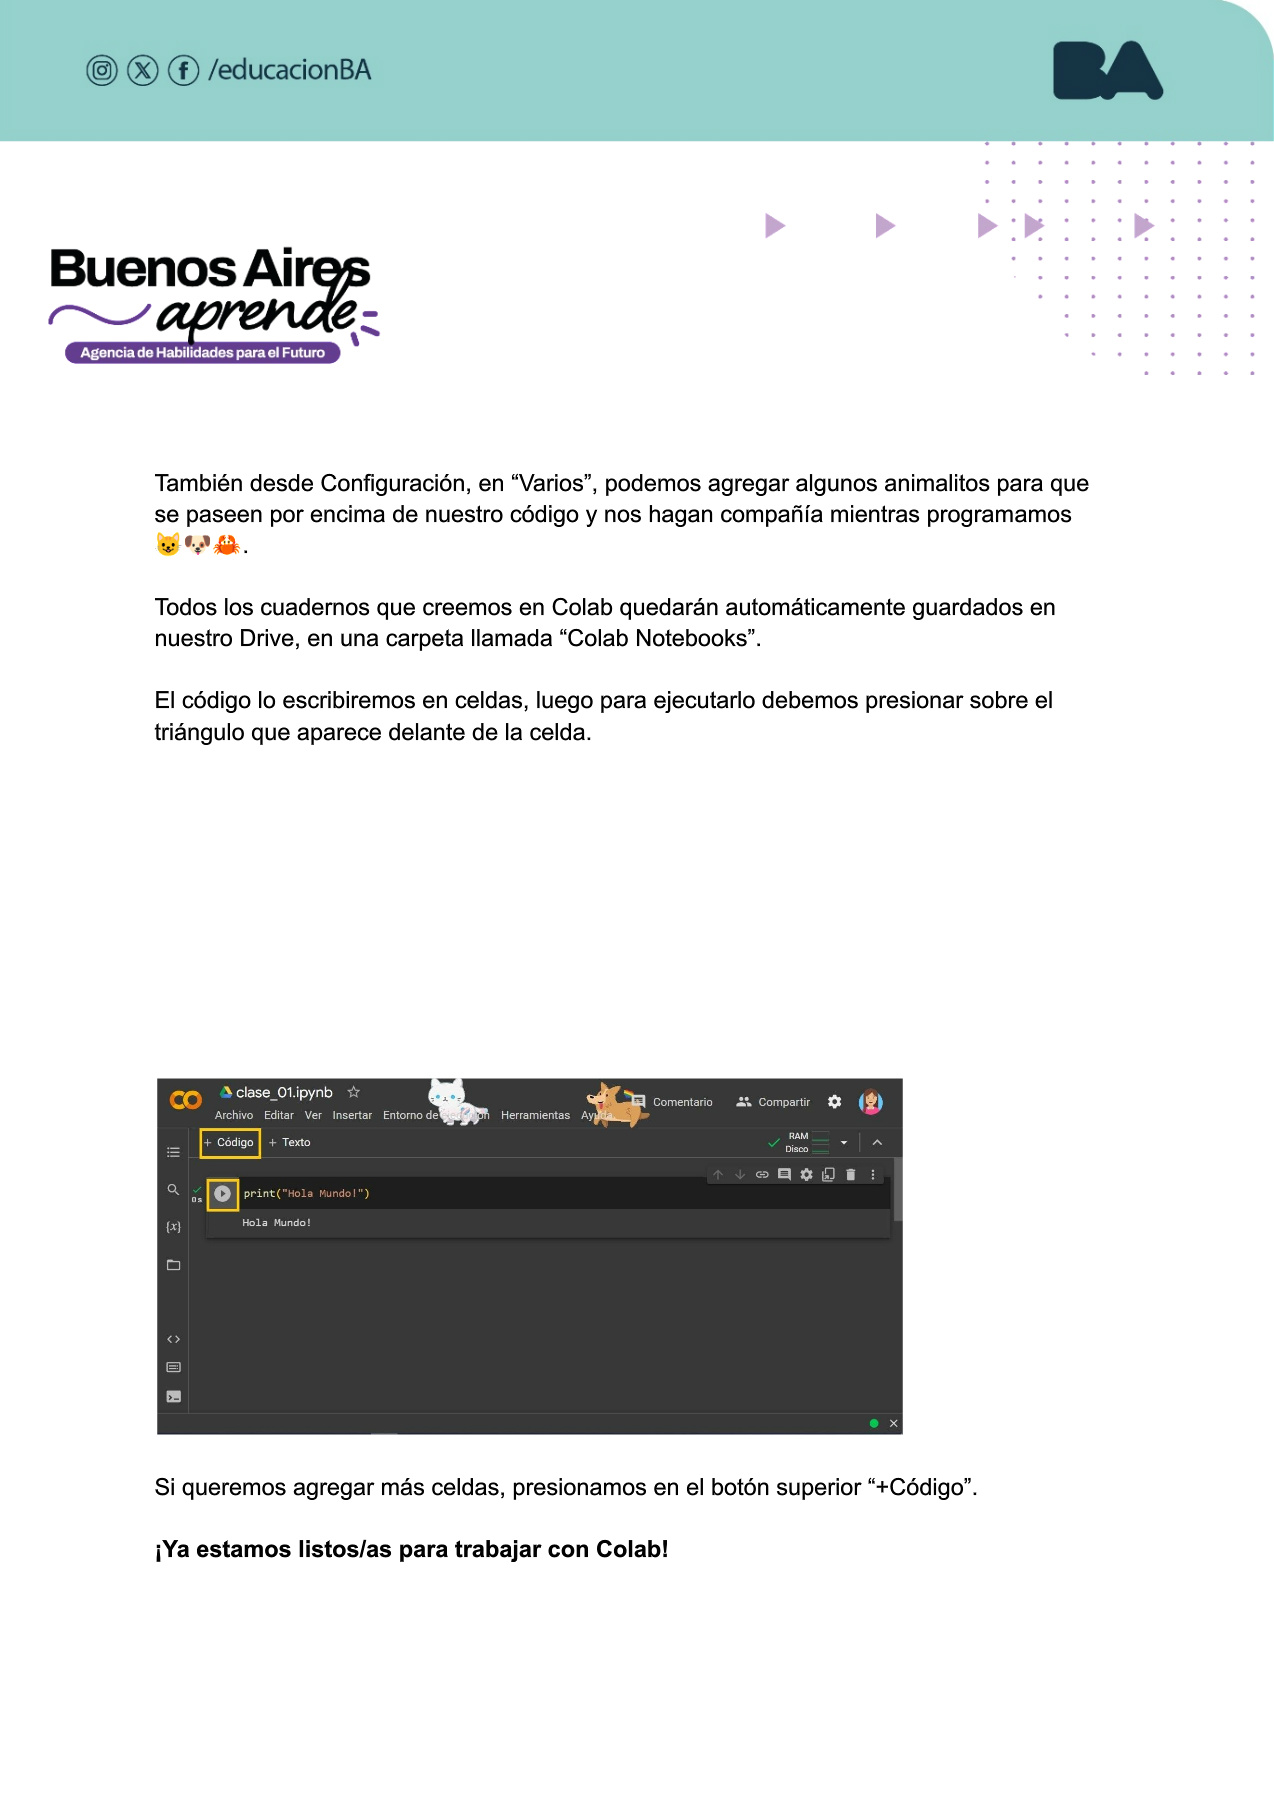 /educacionBA
BA
Buenos Aires
aprende
Agencia de Habilidades para el Futuro
También desde Configuración, en “Varios”, podemos agregar algunos animalitos para que
se paseen por encima de nuestro código y nos hagan compañía mientras programamos
😺🐶🦀.
Todos los cuadernos que creemos en Colab quedarán automáticamente guardados en
nuestro Drive, en una carpeta llamada “Colab Notebooks”.
El código lo escribiremos en celdas, luego para ejecutarlo debemos presionar sobre el
triángulo que aparece delante de la celda.
clase_01.ipynb
Comentario Compartir
Archivo Editar Ver Insertar Entorno de Herramientas
+ Código + Texto
RAM
Disco
0s
print("Hola Mundo!")
Hola Mundo!
{x}
Si queremos agregar más celdas, presionamos en el botón superior “+Código”.
¡Ya estamos listos/as para trabajar con Colab!